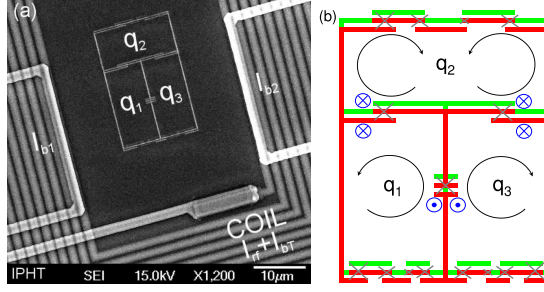 (a)
q2
q1 q3
Ib1
Ib2
COIL
Irf+IbT
IPHT SEI 15.0kV X1,200 10μm
(b)
q2
q1 q3